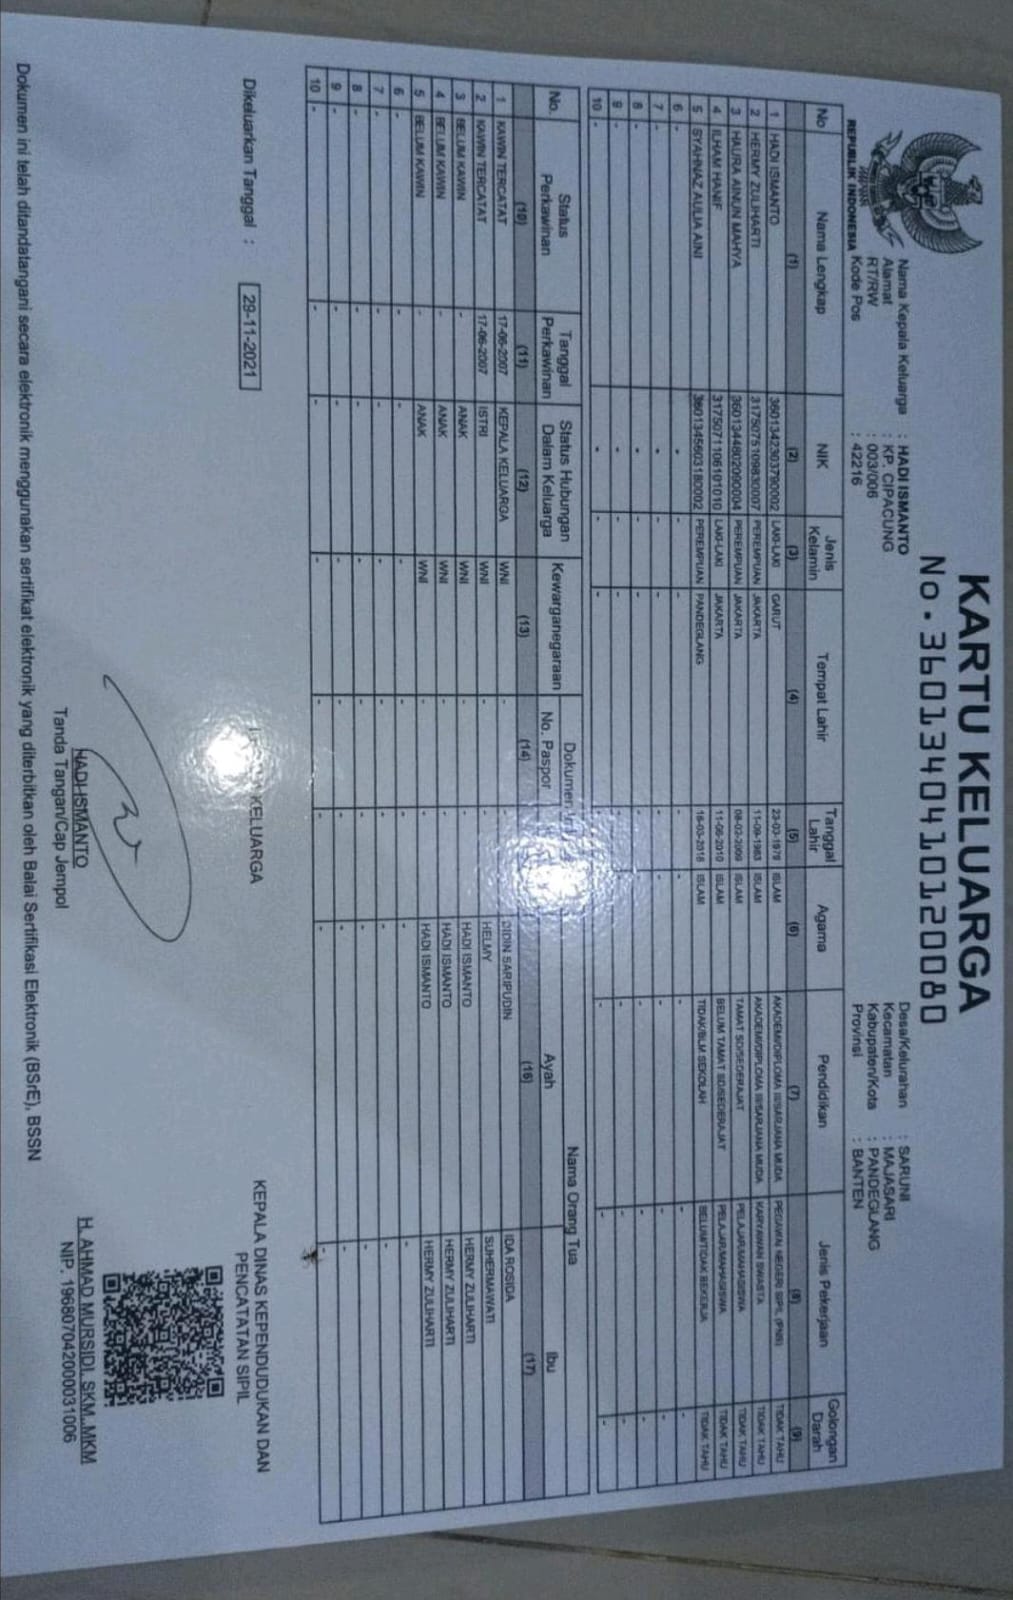 KARTU KELUARGA
No. 3601340410120080
REPUBLIK INDONESIA
Nama Kepala Keluarga : HADI ISMANTO
Alamat : KP. CIPACUNG
RT/RW : 003/006
Kode Pos : 42216
Desa/Kelurahan : SARUNI
Kecamatan : MAJASARI
Kabupaten/Kota : PANDEGLANG
Provinsi : BANTEN
No Nama Lengkap NIK Jenis Kelamin Tempat Lahir Tanggal Lahir Agama Pendidikan Jenis Pekerjaan Golongan Darah
(1) (2) (3) (4) (5) (6) (7) (8) (9)
1 HADI ISMANTO 3601342303790002 LAKI-LAKI GARUT 23-03-1979 ISLAM AKADEMI/DIPLOMA III/SARJANA MUDA PEGAWAI NEGERI SIPIL (PNS) TIDAK TAHU
2 HERMY ZULIHARTI 3175075109830007 PEREMPUAN JAKARTA 11-09-1983 ISLAM AKADEMI/DIPLOMA III/SARJANA MUDA KARYAWAN SWASTA TIDAK TAHU
3 HAURA AINUN MAHYA 3601344802090004 PEREMPUAN JAKARTA 08-02-2009 ISLAM TAMAT SD/SEDERAJAT PELAJAR/MAHASISWA TIDAK TAHU
4 ILHAM HANIF 3175071106101010 LAKI-LAKI JAKARTA 11-06-2010 ISLAM BELUM TAMAT SD/SEDERAJAT PELAJAR/MAHASISWA TIDAK TAHU
5 SYAHNAZ AULIA AINI 3601345603180002 PEREMPUAN PANDEGLANG 16-03-2018 ISLAM TIDAK/BLM SEKOLAH BELUM/TIDAK BEKERJA TIDAK TAHU
6 - - - - - - - - -
7 - - - - - - - - -
8 - - - - - - - - -
9 - - - - - - - - -
10 - - - - - - - - -
No. Status Perkawinan Tanggal Perkawinan Status Hubungan Dalam Keluarga Kewarganegaraan Dokumen Nama Orang Tua
No. Paspor Ayah Ibu
(10) (11) (12) (13) (14) (16) (17)
1 KAWIN TERCATAT 17-06-2007 KEPALA KELUARGA WNI - DIDIN SARIPUDIN IDA ROSIDA
2 KAWIN TERCATAT 17-06-2007 ISTRI WNI - - HELMY SUHERMAWATI
3 BELUM KAWIN - ANAK WNI - - HADI ISMANTO HERMY ZULIHARTI
4 BELUM KAWIN - ANAK WNI - - HADI ISMANTO HERMY ZULIHARTI
5 BELUM KAWIN - ANAK WNI - - HADI ISMANTO HERMY ZULIHARTI
6 - - - - - - - -
7 - - - - - - - -
8 - - - - - - - -
9 - - - - - - - -
10 - - - - - - - -
Dikeluarkan Tanggal : 29-11-2021
KELUARGA
HADI ISMANTO
Tanda Tangan/Cap Jempol
KEPALA DINAS KEPENDUDUKAN DAN
PENCATATAN SIPIL
H. AHMAD MURSIDI, SKM.,MKM
NIP. 196807042000031006
Dokumen ini telah ditandatangani secara elektronik menggunakan sertifikat elektronik yang diterbitkan oleh Balai Sertifikasi Elektronik (BSrE), BSSN